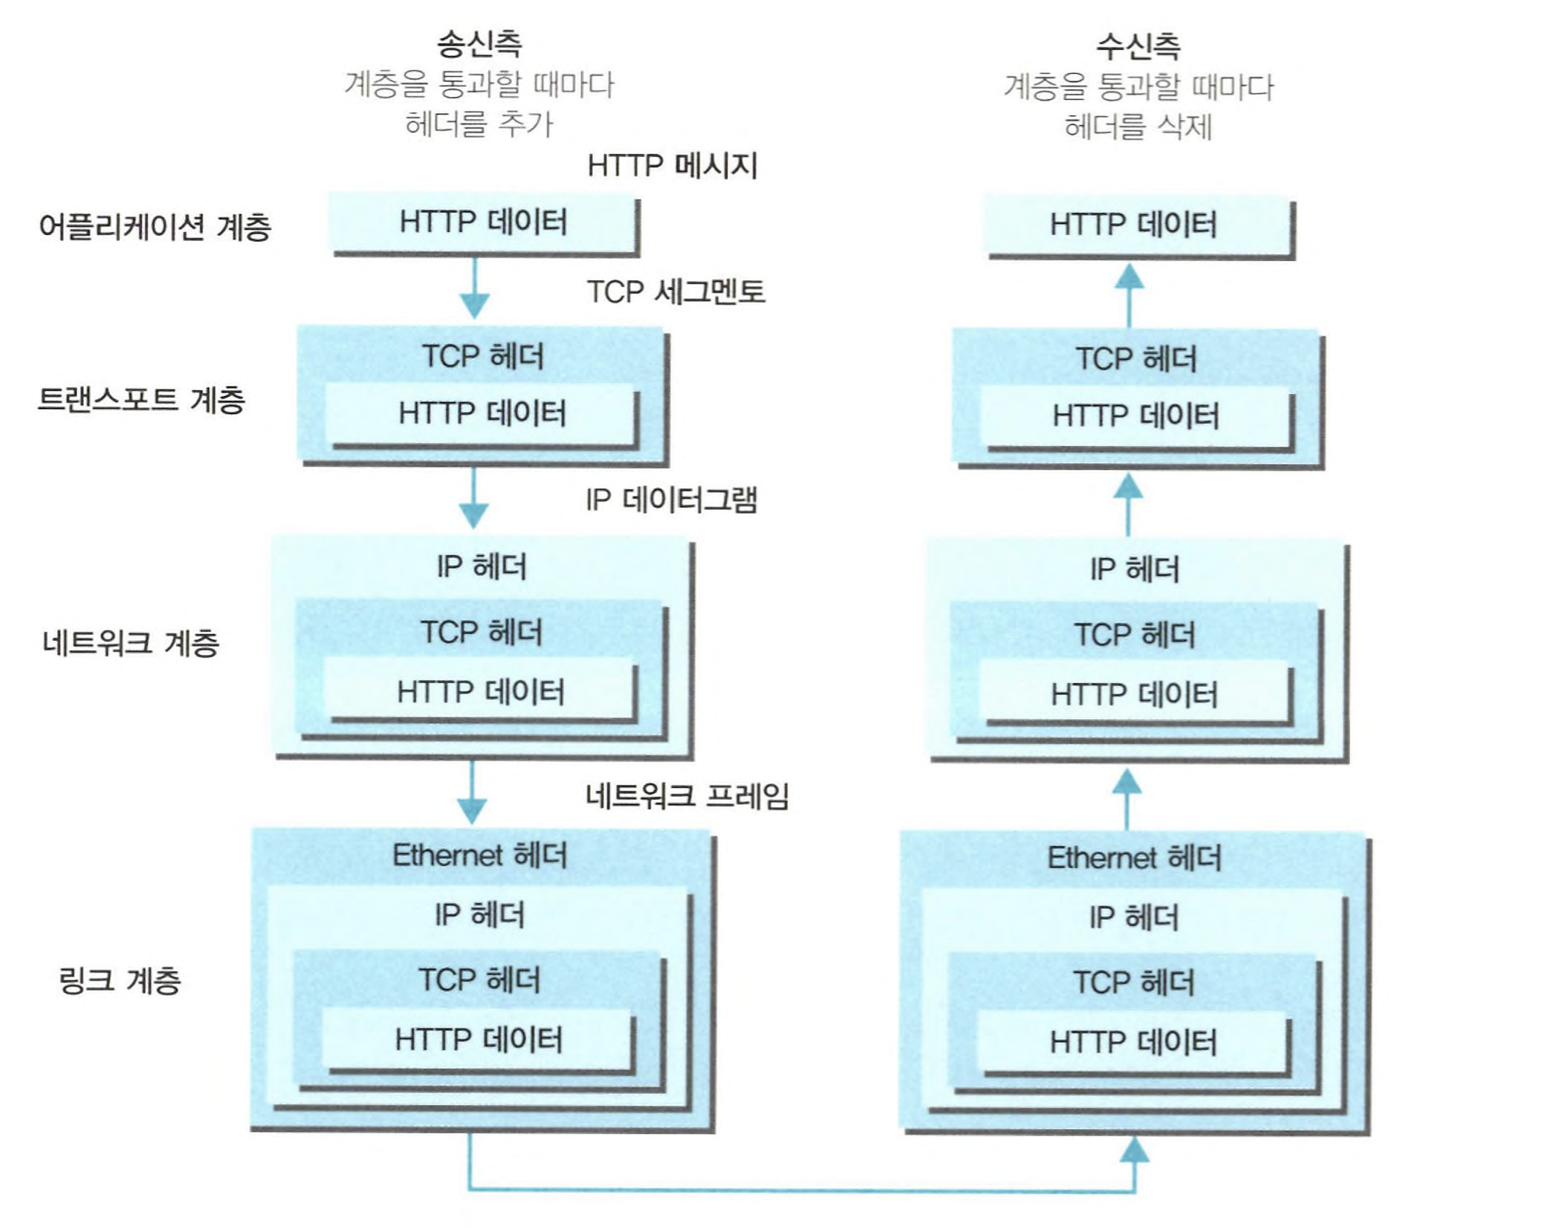 송신측
계층을 통과할 때마다
헤더를 추가
HTTP 메시지
어플리케이션 계층
HTTP 데이터
TCP 세그멘토
트랜스포트 계층
TCP 헤더
HTTP 데이터
IP 데이터그램
네트워크 계층
IP 헤더
TCP 헤더
HTTP 데이터
네트워크 프레임
링크 계층
Ethernet 헤더
IP 헤더
TCP 헤더
HTTP 데이터
수신측
계층을 통과할 때마다
헤더를 삭제
HTTP 데이터
TCP 헤더
HTTP 데이터
IP 헤더
TCP 헤더
HTTP 데이터
Ethernet 헤더
IP 헤더
TCP 헤더
HTTP 데이터